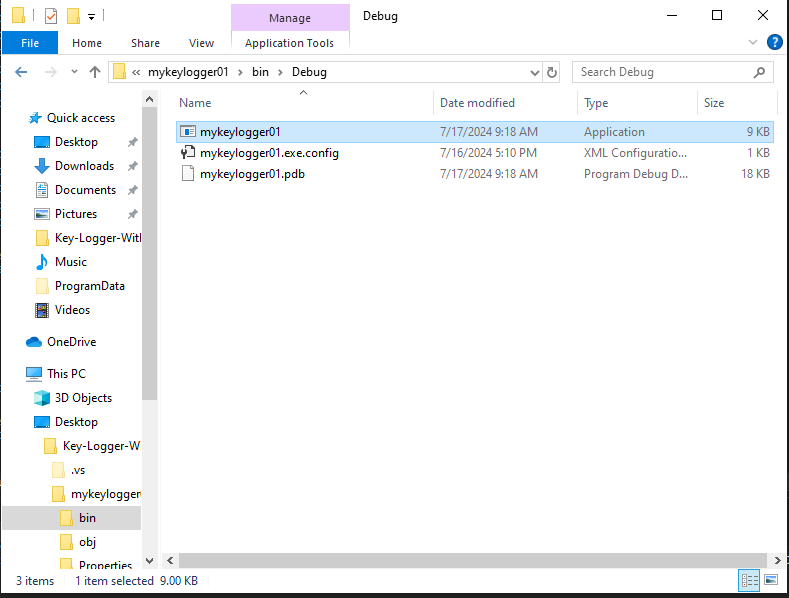 Manage
Debug
File
Home
Share
View
Application Tools
?
« mykeylogger01 > bin > Debug
Search Debug
Name
Date modified
Type
Size
Quick access
Desktop
Downloads
Documents
Pictures
Key-Logger-Wit
Music
ProgramData
Videos
OneDrive
This PC
3D Objects
Desktop
Key-Logger-W
.vs
mykeylogger
bin
obj
Properties
mykeylogger01 7/17/2024 9:18 AM Application 9 KB
mykeylogger01.exe.config 7/16/2024 5:10 PM XML Configuratio... 1 KB
mykeylogger01.pdb 7/17/2024 9:18 AM Program Debug D... 18 KB
3 items 1 item selected 9.00 KB